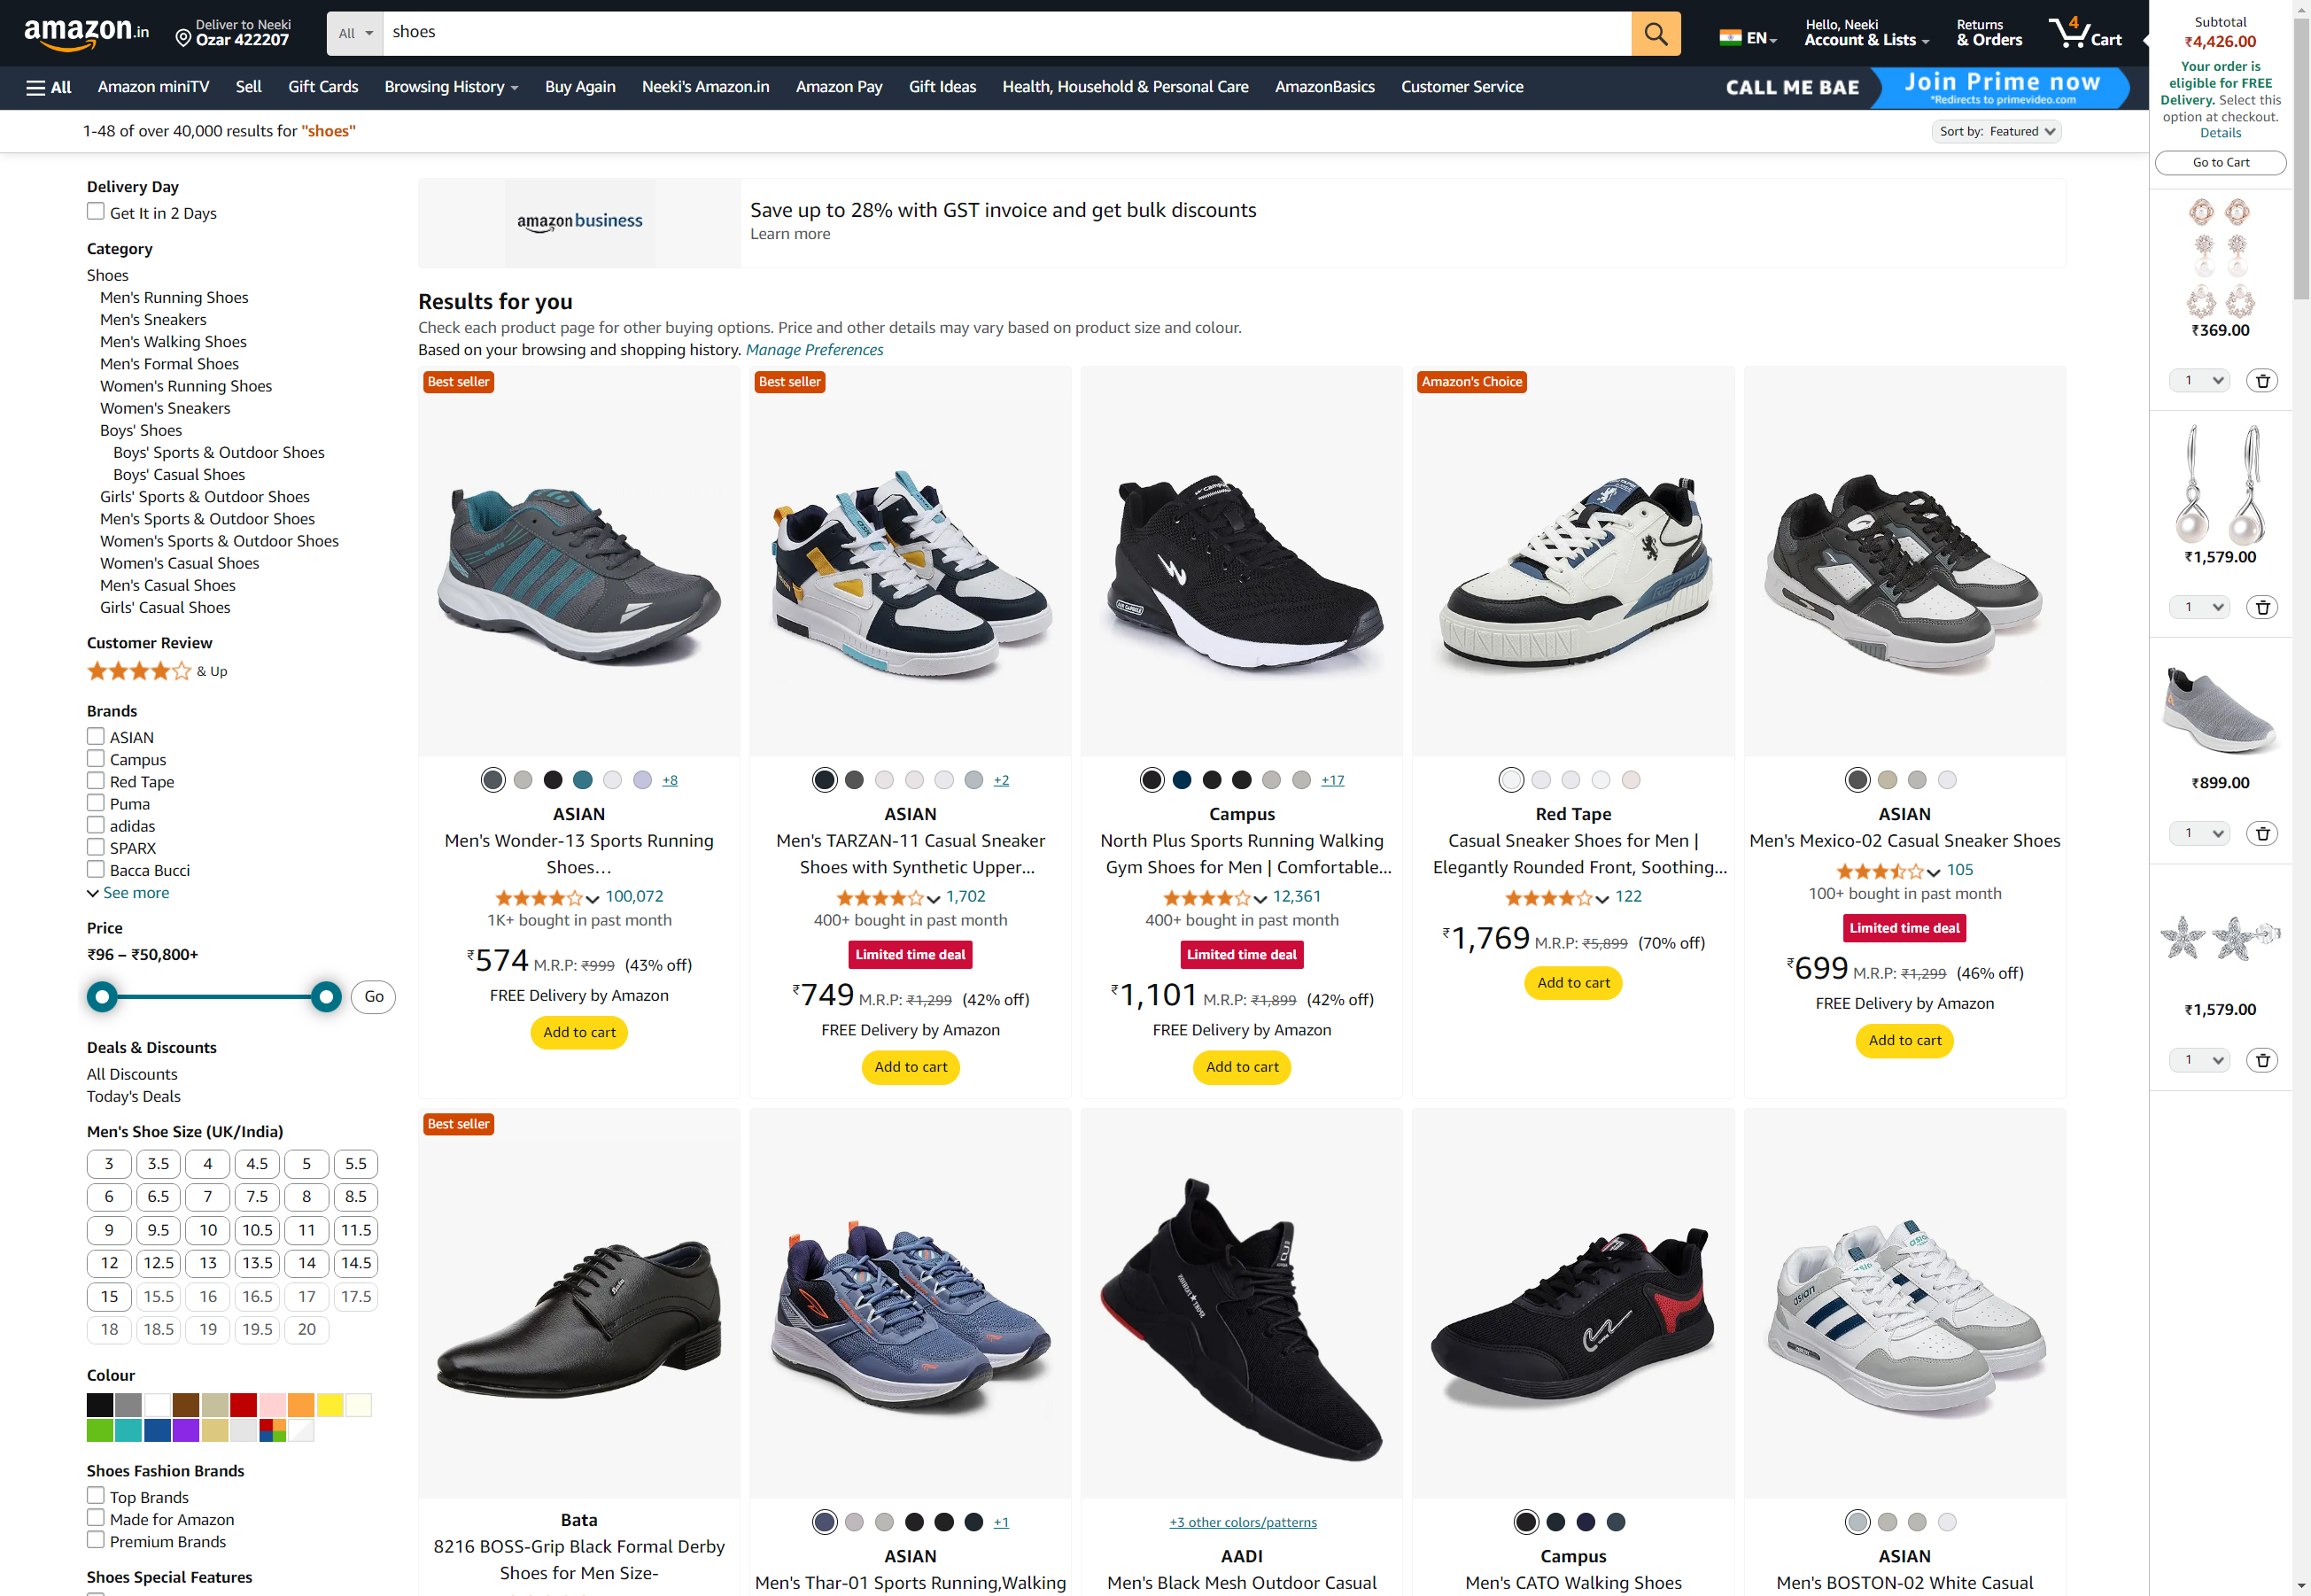 amazon.in
Deliver to Neeki
Ozar 422207
All
shoes
EN
Hello, Neeki
Account & Lists
Returns
& Orders
4
Cart
All
Amazon miniTV
Sell
Gift Cards
Browsing History
Buy Again
Neeki's Amazon.in
Amazon Pay
Gift Ideas
Health, Household & Personal Care
AmazonBasics
Customer Service
CALL ME BAE
Join Prime now
*Redirects to primevideo.com
1-48 of over 40,000 results for "shoes"
Sort by: Featured
Delivery Day
Get It in 2 Days
Category
Shoes
Men's Running Shoes
Men's Sneakers
Men's Walking Shoes
Men's Formal Shoes
Women's Running Shoes
Women's Sneakers
Boys' Shoes
Boys' Sports & Outdoor Shoes
Boys' Casual Shoes
Girls' Sports & Outdoor Shoes
Men's Sports & Outdoor Shoes
Women's Sports & Outdoor Shoes
Women's Casual Shoes
Men's Casual Shoes
Girls' Casual Shoes
Customer Review
& Up
Brands
ASIAN
Campus
Red Tape
Puma
adidas
SPARX
Bacca Bucci
See more
Price
₹96 – ₹50,800+
Go
Deals & Discounts
All Discounts
Today's Deals
Men's Shoe Size (UK/India)
3 3.5 4 4.5 5 5.5
6 6.5 7 7.5 8 8.5
9 9.5 10 10.5 11 11.5
12 12.5 13 13.5 14 14.5
15 15.5 16 16.5 17 17.5
18 18.5 19 19.5 20
Colour
Shoes Fashion Brands
Top Brands
Made for Amazon
Premium Brands
Shoes Special Features
amazon business
Save up to 28% with GST invoice and get bulk discounts
Learn more
Results for you
Check each product page for other buying options. Price and other details may vary based on product size and colour.
Based on your browsing and shopping history. Manage Preferences
Best seller
+8
ASIAN
Men's Wonder-13 Sports Running
Shoes…
100,072
1K+ bought in past month
₹574 M.R.P: ₹999 (43% off)
FREE Delivery by Amazon
Add to cart
Best seller
+2
ASIAN
Men's TARZAN-11 Casual Sneaker
Shoes with Synthetic Upper...
1,702
400+ bought in past month
Limited time deal
₹749 M.R.P: ₹1,299 (42% off)
FREE Delivery by Amazon
Add to cart
campus
AIR CAPSULE
+17
Campus
North Plus Sports Running Walking
Gym Shoes for Men | Comfortable...
12,361
400+ bought in past month
Limited time deal
₹1,101 M.R.P: ₹1,899 (42% off)
FREE Delivery by Amazon
Add to cart
Amazon's Choice
REDTAPE
Red Tape
Casual Sneaker Shoes for Men |
Elegantly Rounded Front, Soothing...
122
₹1,769 M.R.P: ₹5,899 (70% off)
Add to cart
ASIAN
Men's Mexico-02 Casual Sneaker Shoes
105
100+ bought in past month
Limited time deal
₹699 M.R.P: ₹1,299 (46% off)
FREE Delivery by Amazon
Add to cart
Best seller
Bata
8216 BOSS-Grip Black Formal Derby
Shoes for Men Size-
+1
ASIAN
Men's Thar-01 Sports Running,Walking
+3 other colors/patterns
AADI
Men's Black Mesh Outdoor Casual
Campus
Men's CATO Walking Shoes
asian
asian
ASIAN
Men's BOSTON-02 White Casual
Subtotal
₹4,426.00
Your order is
eligible for FREE
Delivery. Select this
option at checkout.
Details
Go to Cart
₹369.00
1
₹1,579.00
1
₹899.00
1
₹1,579.00
1